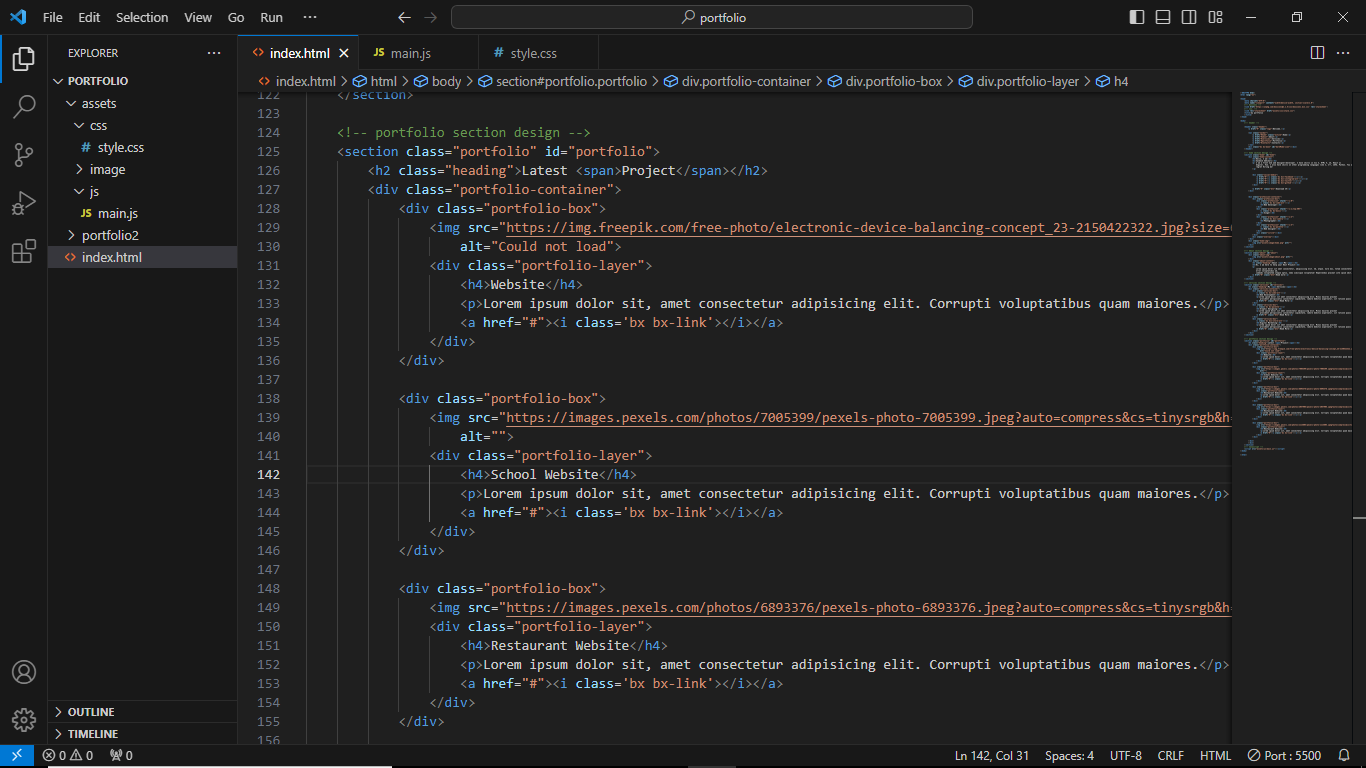 File Edit Selection View Go Run ··· portfolio
EXPLORER ···
PORTFOLIO
assets
css
# style.css
image
js
JS main.js
portfolio2
<> index.html
OUTLINE
TIMELINE
<> index.html × JS main.js # style.css ···
<> index.html > html > body > section#portfolio.portfolio > div.portfolio-container > div.portfolio-box > div.portfolio-layer > h4
122 </section>
123
124 <!-- portfolio section design -->
125 <section class="portfolio" id="portfolio">
126 <h2 class="heading">Latest <span>Project</span></h2>
127 <div class="portfolio-container">
128 <div class="portfolio-box">
129 <img src="https://img.freepik.com/free-photo/electronic-device-balancing-concept_23-2150422322.jpg?size=
130 alt="Could not load">
131 <div class="portfolio-layer">
132 <h4>Website</h4>
133 <p>Lorem ipsum dolor sit, amet consectetur adipisicing elit. Corrupti voluptatibus quam maiores.</p>
134 <a href="#"><i class='bx bx-link'></i></a>
135 </div>
136 </div>
137
138 <div class="portfolio-box">
139 <img src="https://images.pexels.com/photos/7005399/pexels-photo-7005399.jpeg?auto=compress&cs=tinysrgb&h=
140 alt="">
141 <div class="portfolio-layer">
142 <h4>School Website</h4>
143 <p>Lorem ipsum dolor sit, amet consectetur adipisicing elit. Corrupti voluptatibus quam maiores.</p>
144 <a href="#"><i class='bx bx-link'></i></a>
145 </div>
146 </div>
147
148 <div class="portfolio-box">
149 <img src="https://images.pexels.com/photos/6893376/pexels-photo-6893376.jpeg?auto=compress&cs=tinysrgb&h=
150 <div class="portfolio-layer">
151 <h4>Restaurant Website</h4>
152 <p>Lorem ipsum dolor sit, amet consectetur adipisicing elit. Corrupti voluptatibus quam maiores.</p>
153 <a href="#"><i class='bx bx-link'></i></a>
154 </div>
155 </div>
156
0 0 0 Ln 142, Col 31 Spaces: 4 UTF-8 CRLF HTML Port : 5500